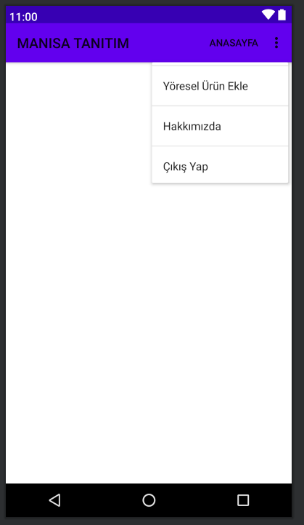 11:00
MANISA TANITIM
ANASAYFA
Yöresel Ürün Ekle
Hakkımızda
Çıkış Yap